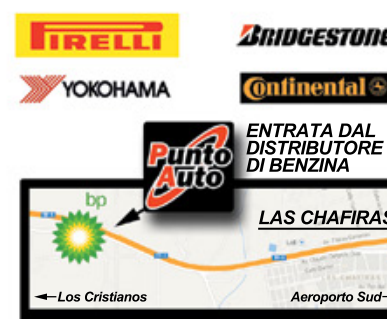 PIRELLI
BRIDGESTONE
YOKOHAMA
Continental
ENTRATA DAL
DISTRIBUTORE
DI BENZINA
Punto
Auto
bp
LAS CHAFIRAS
Los Cristianos
Aeroporto Sud